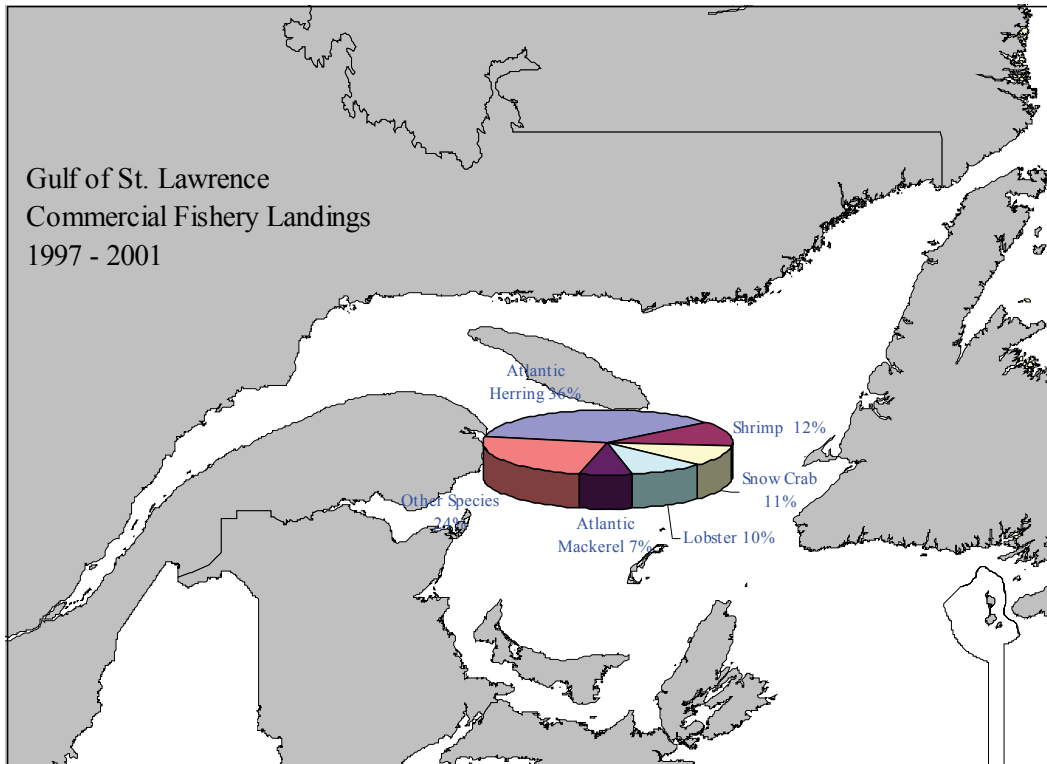 Gulf of St. Lawrence
Commercial Fishery Landings
1997 - 2001
Atlantic
Herring 36%
Shrimp 12%
Snow Crab
11%
Lobster 10%
Atlantic
Mackerel 7%
Other Species
24%